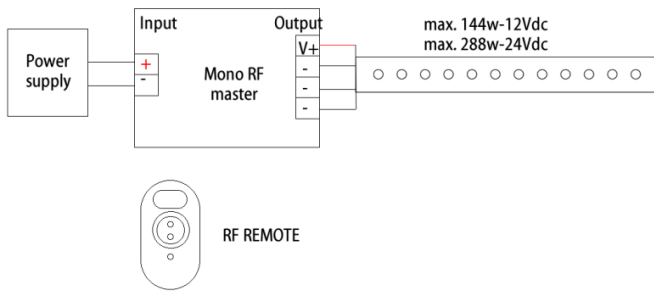 Input
Output
max. 144w-12Vdc
max. 288w-24Vdc
Power
supply
+
-
Mono RF
master
V+
-
-
-
RF REMOTE